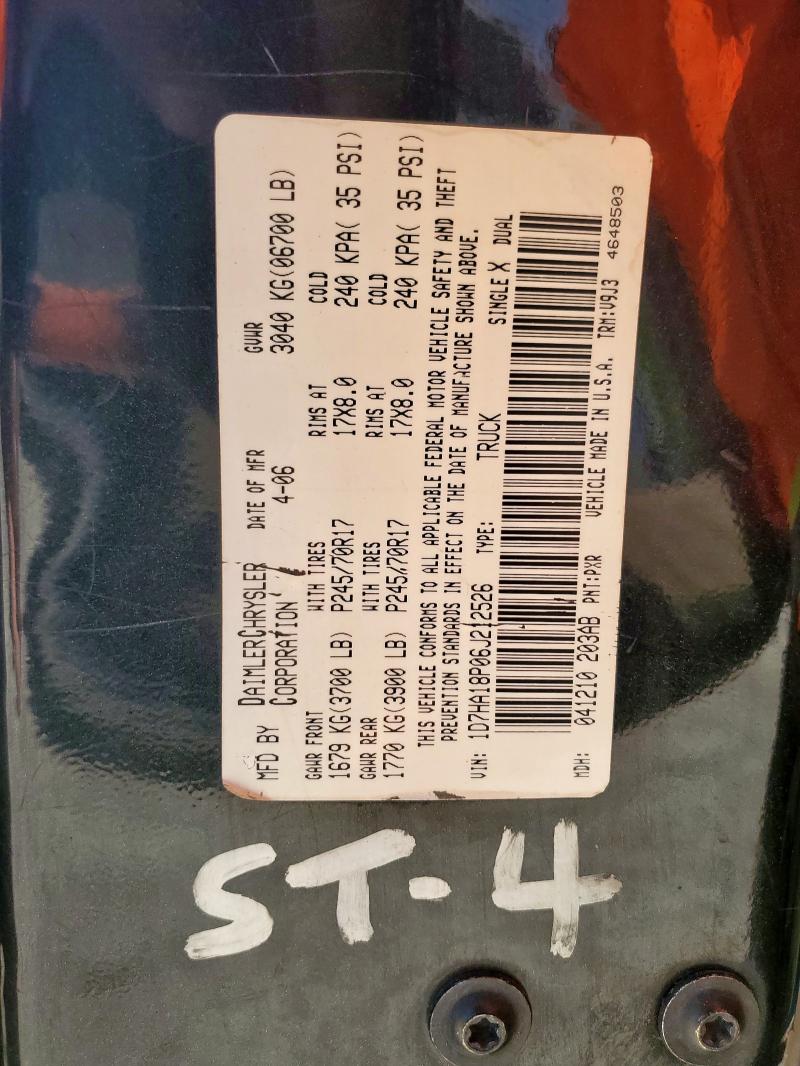 MFD BY DAIMLERCHRYSLER CORPORATION DATE OF MFR 4-06 GVWR 3040 KG(06700 LB)
GAWR FRONT WITH TIRES RIMS AT COLD
1679 KG(3700 LB) P245/70R17 17X8.0 240 KPA( 35 PSI)
GAWR REAR WITH TIRES RIMS AT COLD
1770 KG(3900 LB) P245/70R17 17X8.0 240 KPA( 35 PSI)
THIS VEHICLE CONFORMS TO ALL APPLICABLE FEDERAL MOTOR VEHICLE SAFETY AND THEFT
PREVENTION STANDARDS IN EFFECT ON THE DATE OF MANUFACTURE SHOWN ABOVE.
VIN: 1D7HA18P06J212526 TYPE: TRUCK SINGLE X DUAL
MDH: 041210 203AB PNT:PXR VEHICLE MADE IN U.S.A. TRM:V9J3
4648503
ST-4